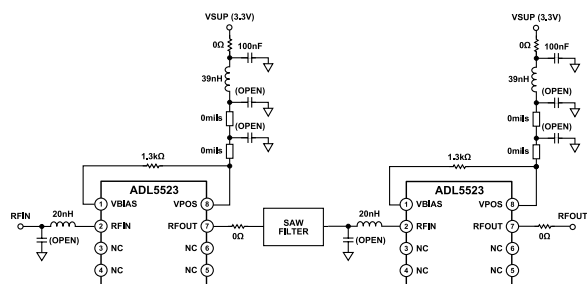 VSUP (3.3V) VSUP (3.3V)
0Ω 100nF 0Ω 100nF
39nH 39nH
(OPEN) (OPEN)
0mils 0mils
(OPEN) (OPEN)
0mils 0mils
1.3kΩ 1.3kΩ
ADL5523 ADL5523
1 VBIAS VPOS 8 1 VBIAS VPOS 8
RFIN 20nH 2 RFIN RFOUT 7 0Ω SAW FILTER 20nH 2 RFIN RFOUT 7 0Ω RFOUT
(OPEN) 3 NC NC 6 (OPEN) 3 NC NC 6
4 NC NC 5 4 NC NC 5